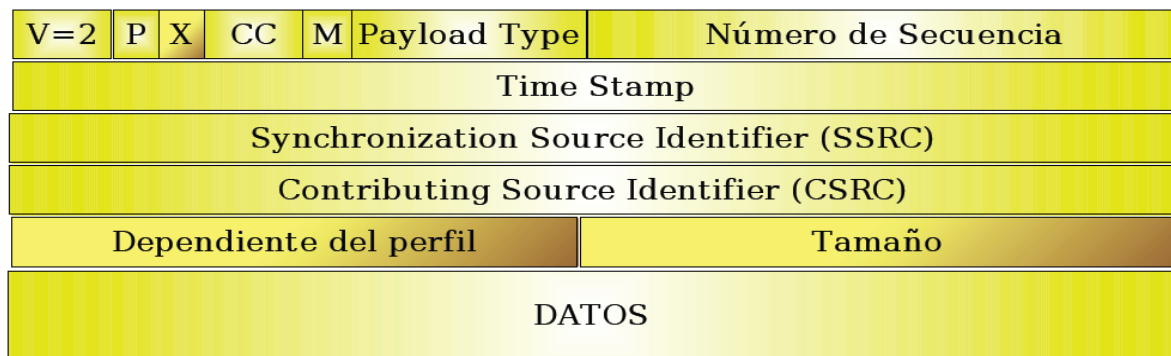 V=2 P X CC M Payload Type Número de Secuencia
Time Stamp
Synchronization Source Identifier (SSRC)
Contributing Source Identifier (CSRC)
Dependiente del perfil Tamaño
DATOS